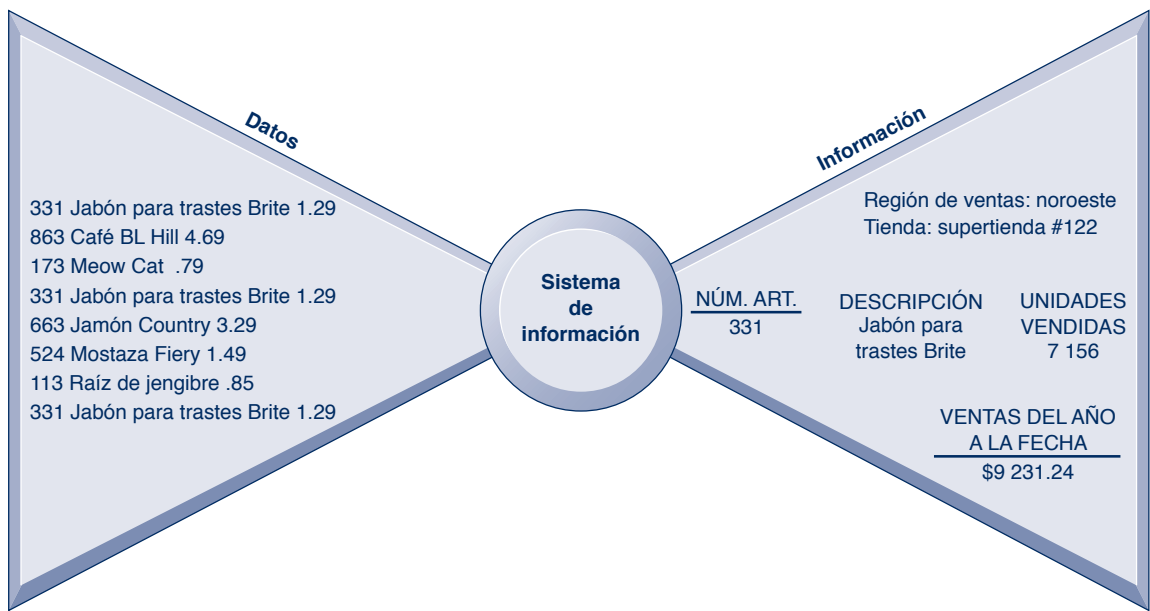 Datos
331 Jabón para trastes Brite 1.29
863 Café BL Hill 4.69
173 Meow Cat .79
331 Jabón para trastes Brite 1.29
663 Jamón Country 3.29
524 Mostaza Fiery 1.49
113 Raíz de jengibre .85
331 Jabón para trastes Brite 1.29
Sistema
de
información
Información
Región de ventas: noroeste
Tienda: supertienda #122
NÚM. ART.
331
DESCRIPCIÓN
Jabón para
trastes Brite
UNIDADES
VENDIDAS
7 156
VENTAS DEL AÑO
A LA FECHA
$9 231.24